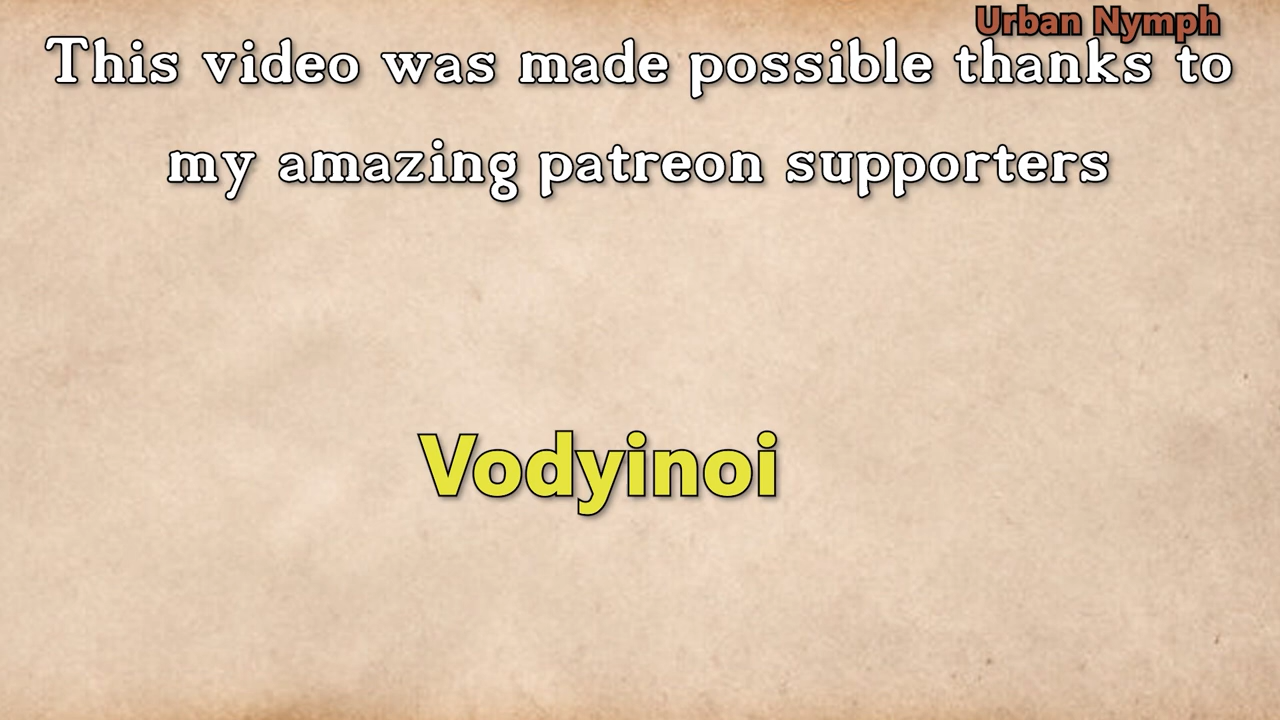 Urban Nymph
This video was made possible thanks to
my amazing patreon supporters
Vodyinoi